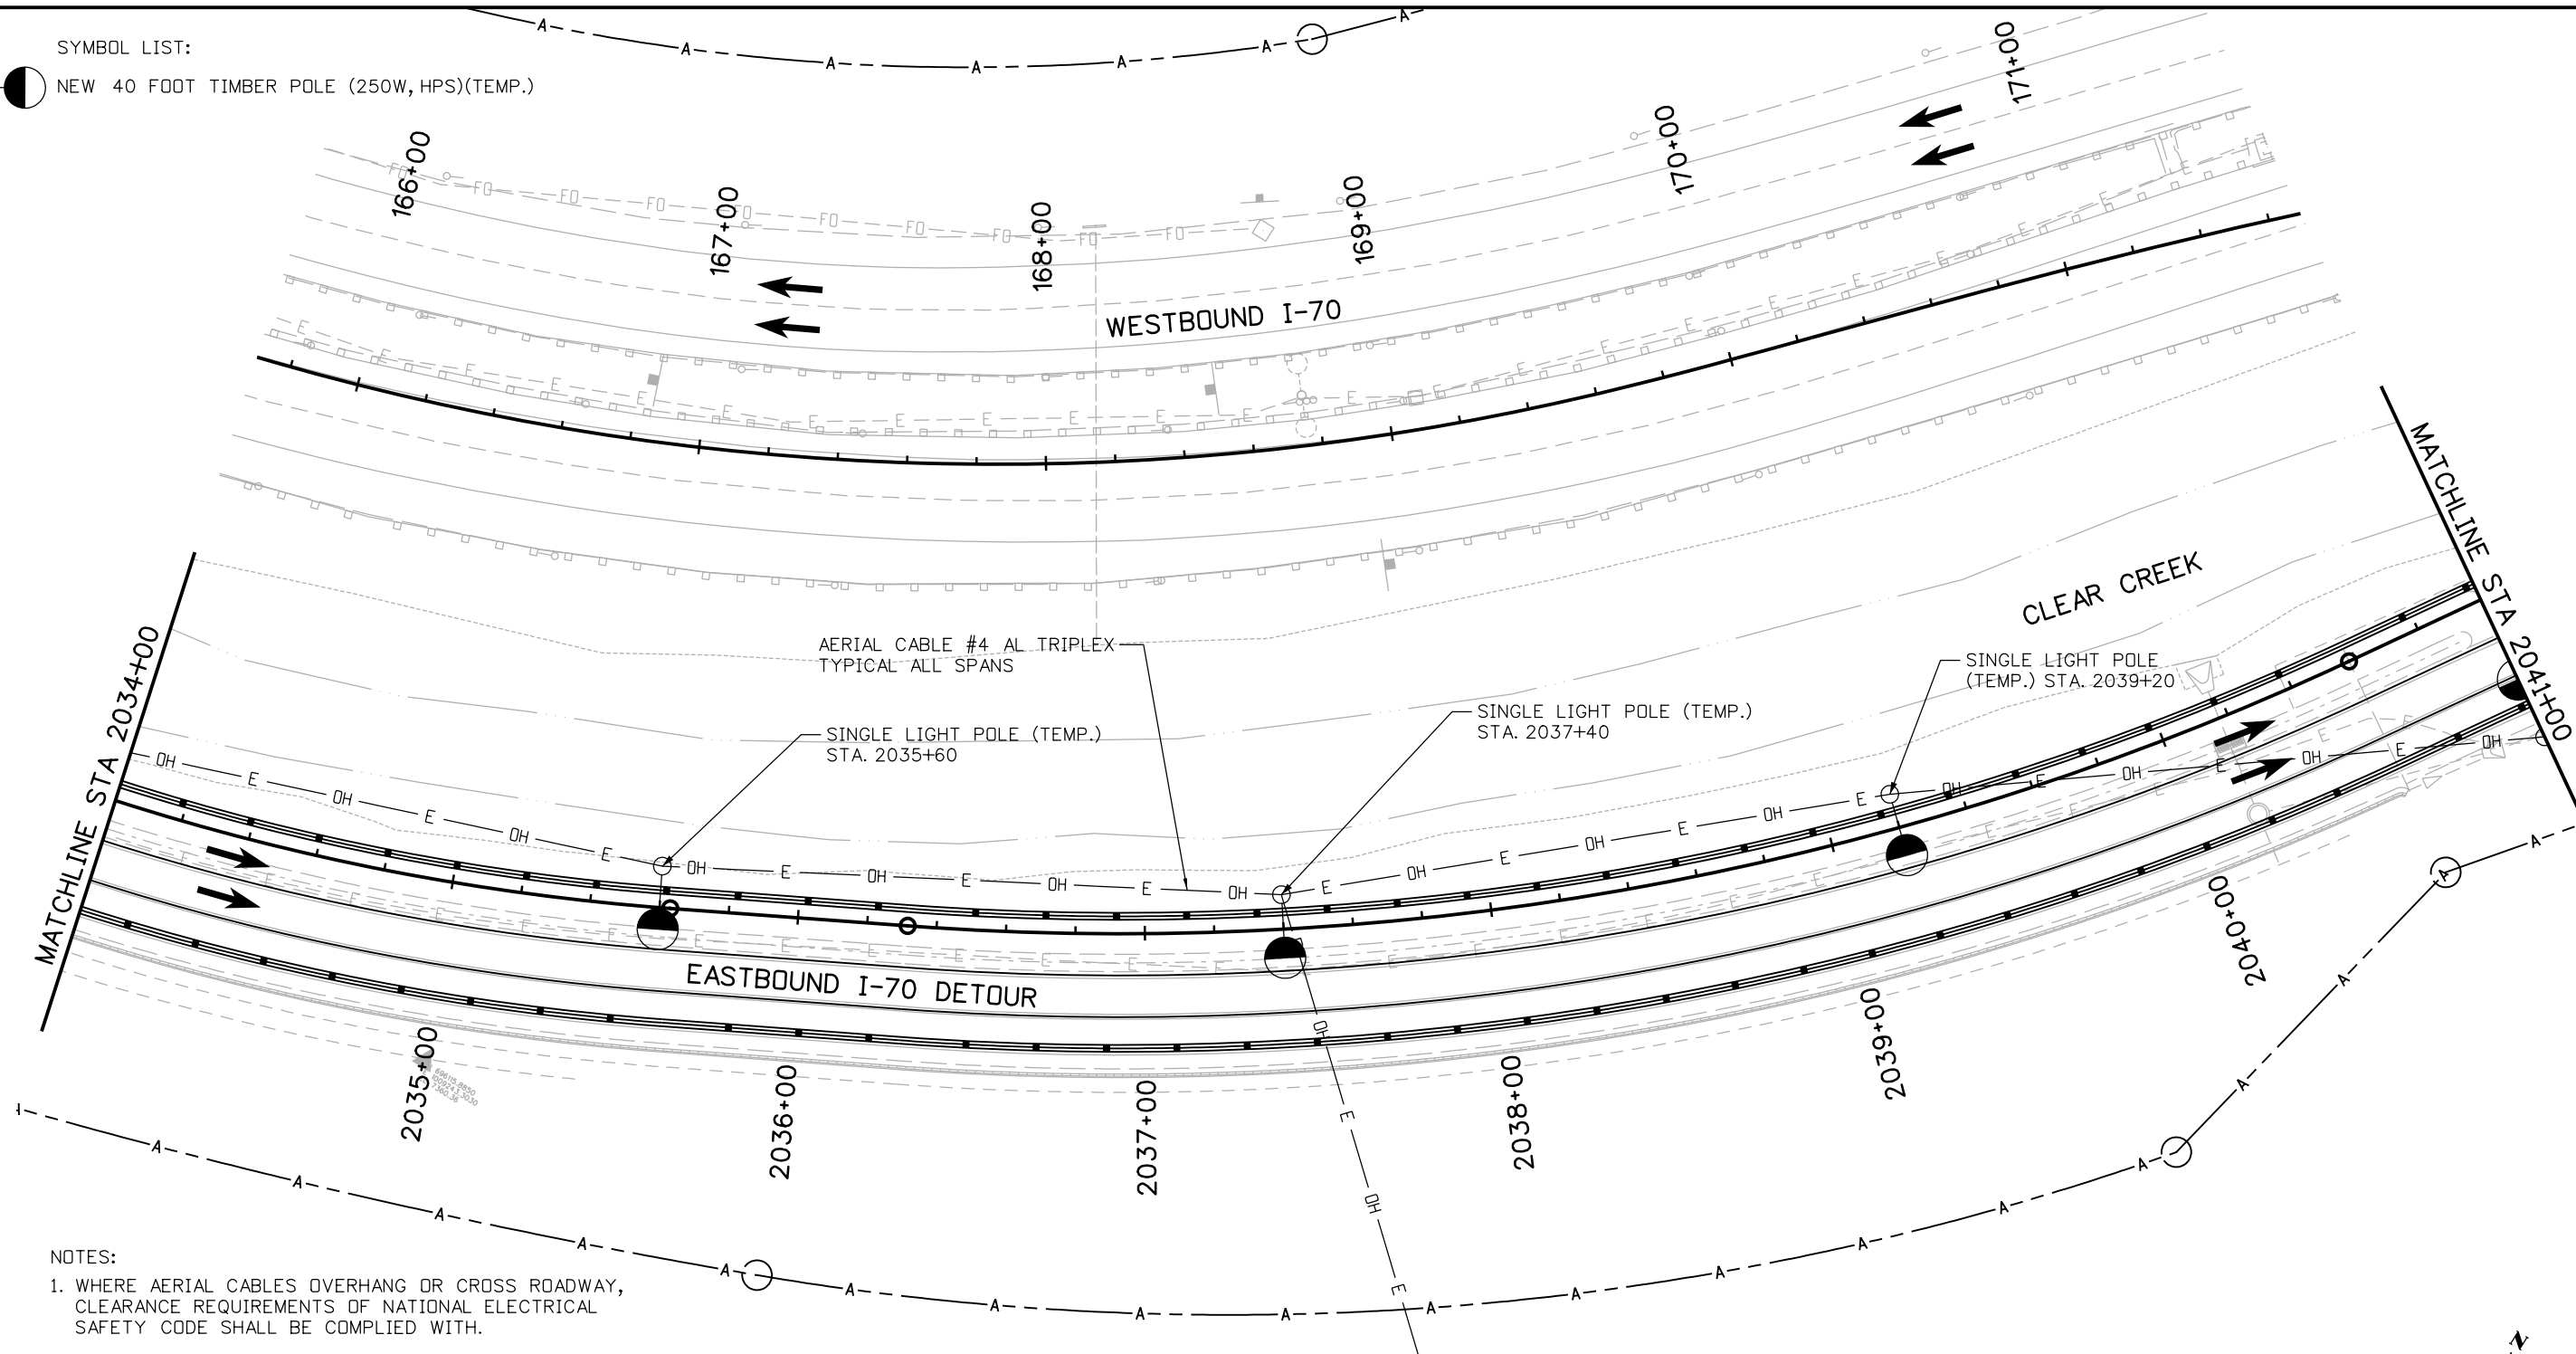 SYMBOL LIST:
NEW 40 FOOT TIMBER POLE (250W, HPS)(TEMP.)
166+00
167+00
168+00
169+00
170+00
171+00
WESTBOUND I-70
MATCHLINE STA 2034+00
MATCHLINE STA 2041+00
CLEAR CREEK
AERIAL CABLE #4 AL TRIPLEX
TYPICAL ALL SPANS
SINGLE LIGHT POLE (TEMP.)
STA. 2035+60
SINGLE LIGHT POLE (TEMP.)
STA. 2037+40
SINGLE LIGHT POLE
(TEMP.) STA. 2039+20
EASTBOUND I-70 DETOUR
2035+00
2036+00
2037+00
2038+00
2039+00
2040+00
NOTES:
1. WHERE AERIAL CABLES OVERHANG OR CROSS ROADWAY,
CLEARANCE REQUIREMENTS OF NATIONAL ELECTRICAL
SAFETY CODE SHALL BE COMPLIED WITH.
N